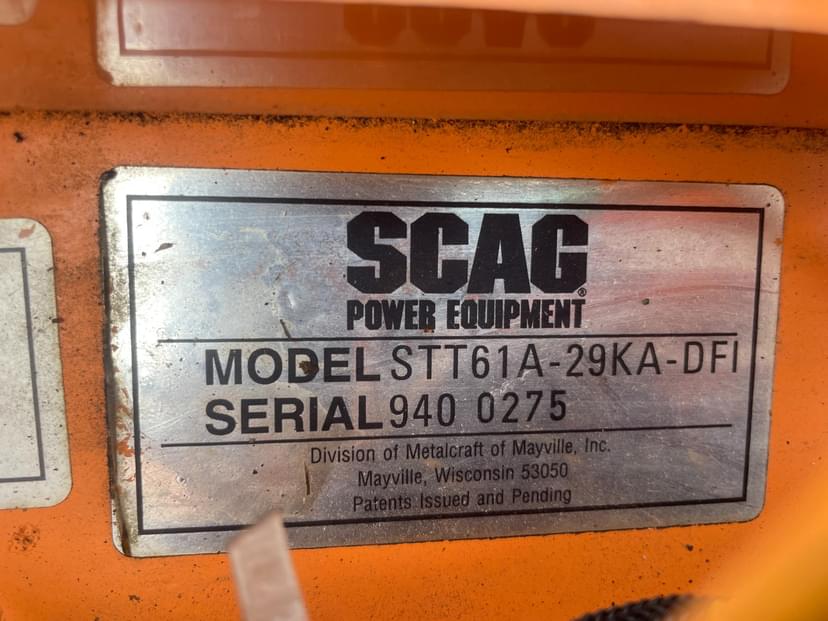 SCAG®
POWER EQUIPMENT
MODEL STT61A-29KA-DFI
SERIAL 940 0275
Division of Metalcraft of Mayville, Inc.
Mayville, Wisconsin 53050
Patents Issued and Pending